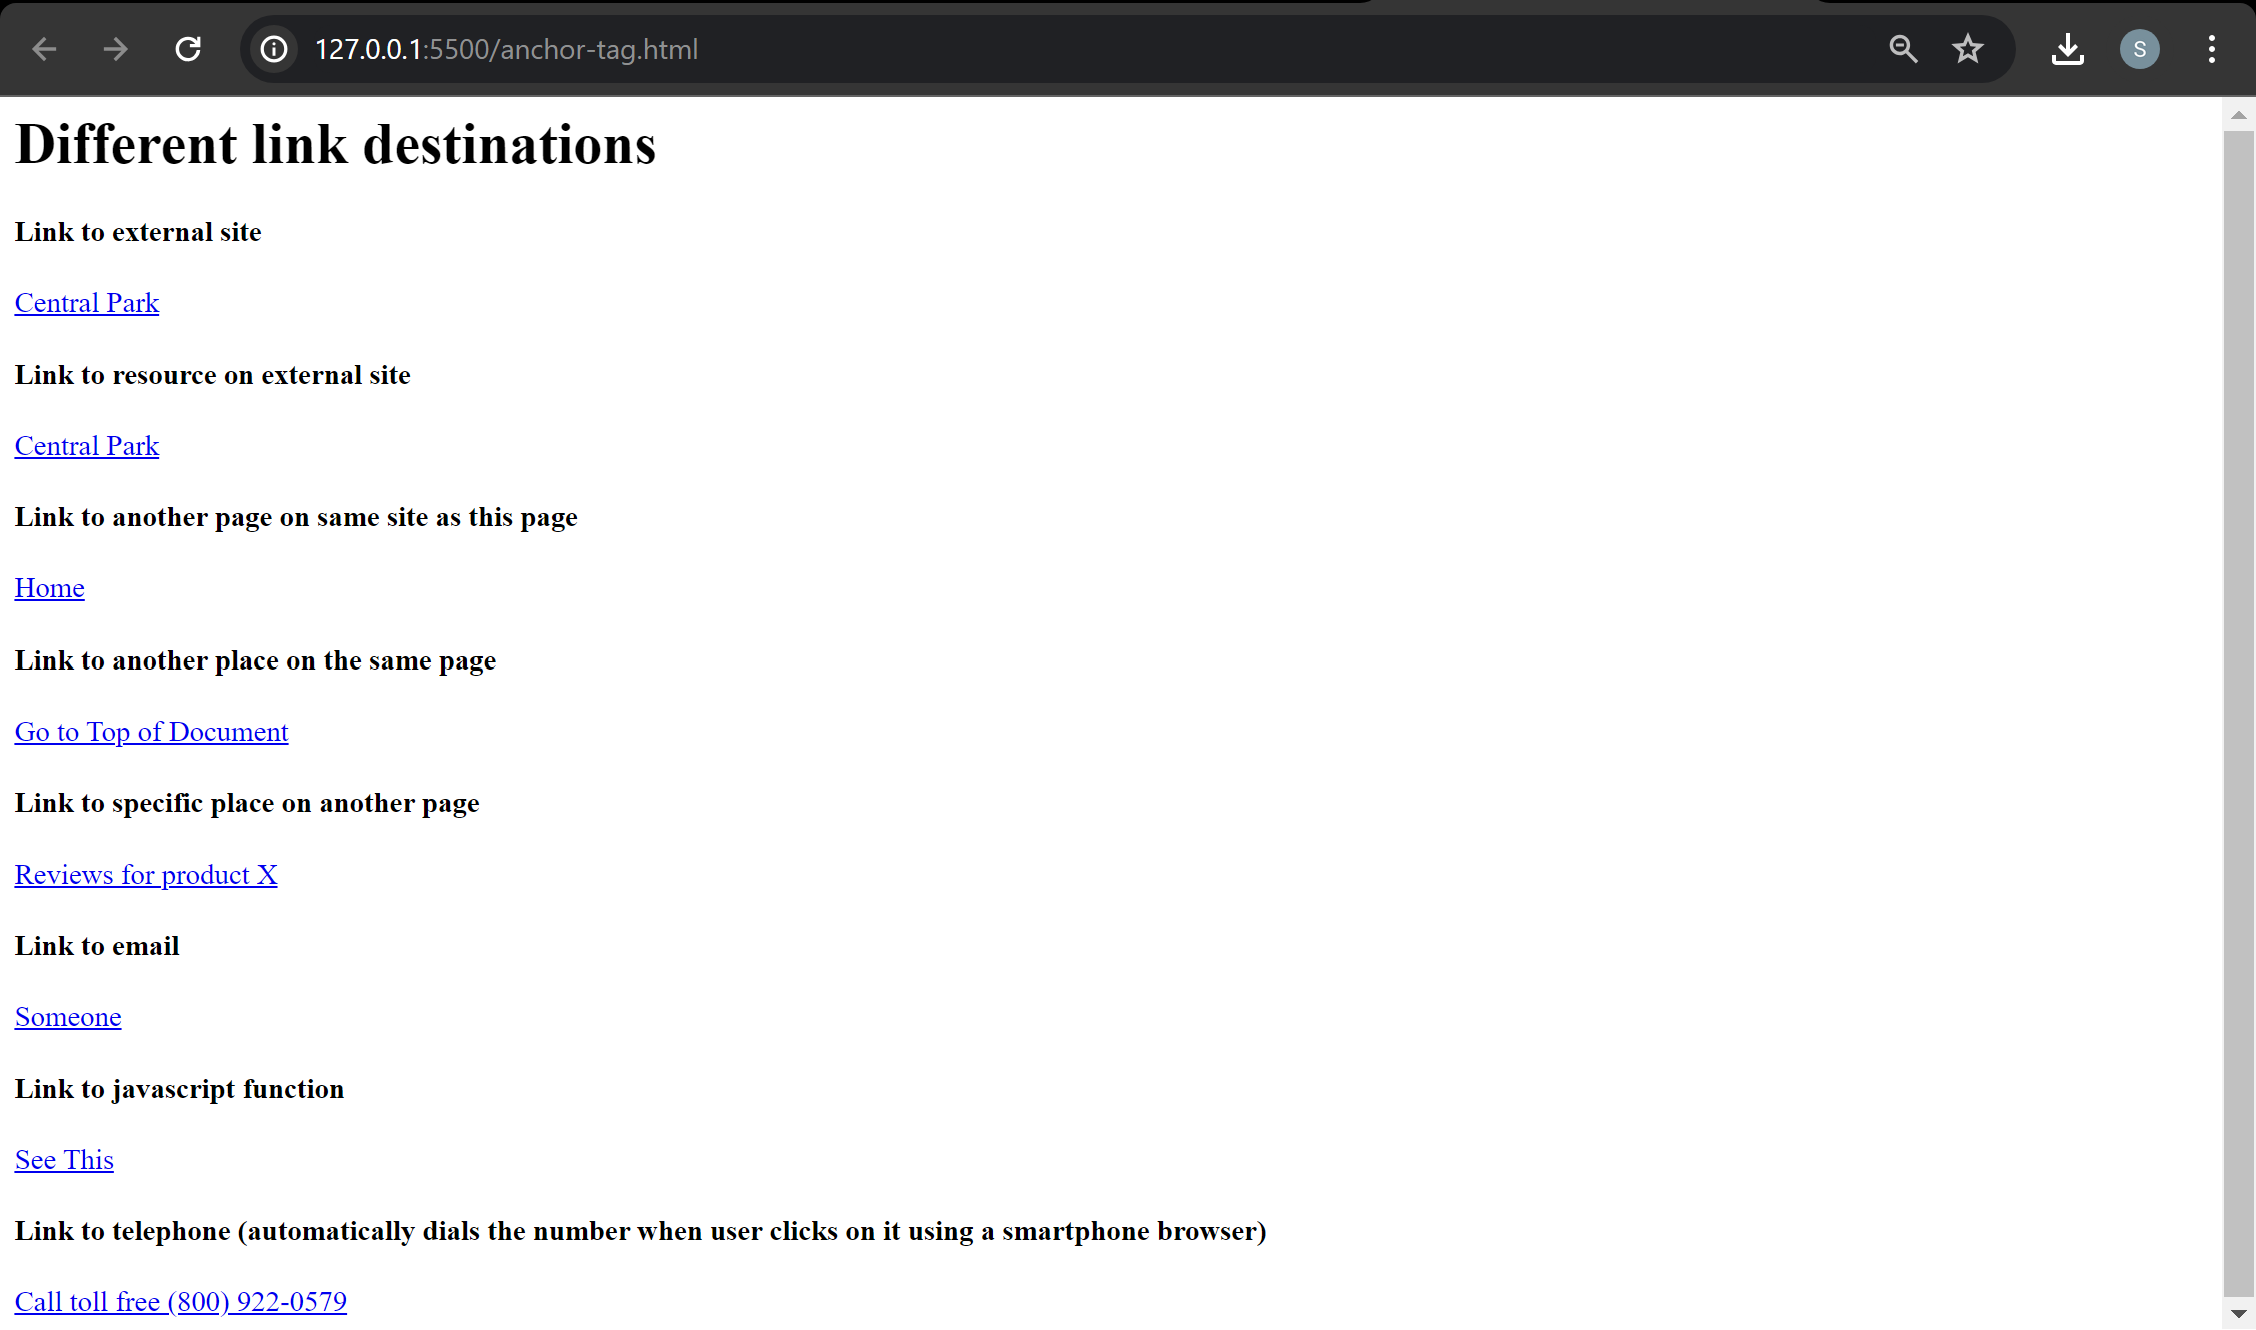 127.0.0.1:5500/anchor-tag.html
S
Different link destinations
Link to external site
Central Park
Link to resource on external site
Central Park
Link to another page on same site as this page
Home
Link to another place on the same page
Go to Top of Document
Link to specific place on another page
Reviews for product X
Link to email
Someone
Link to javascript function
See This
Link to telephone (automatically dials the number when user clicks on it using a smartphone browser)
Call toll free (800) 922-0579